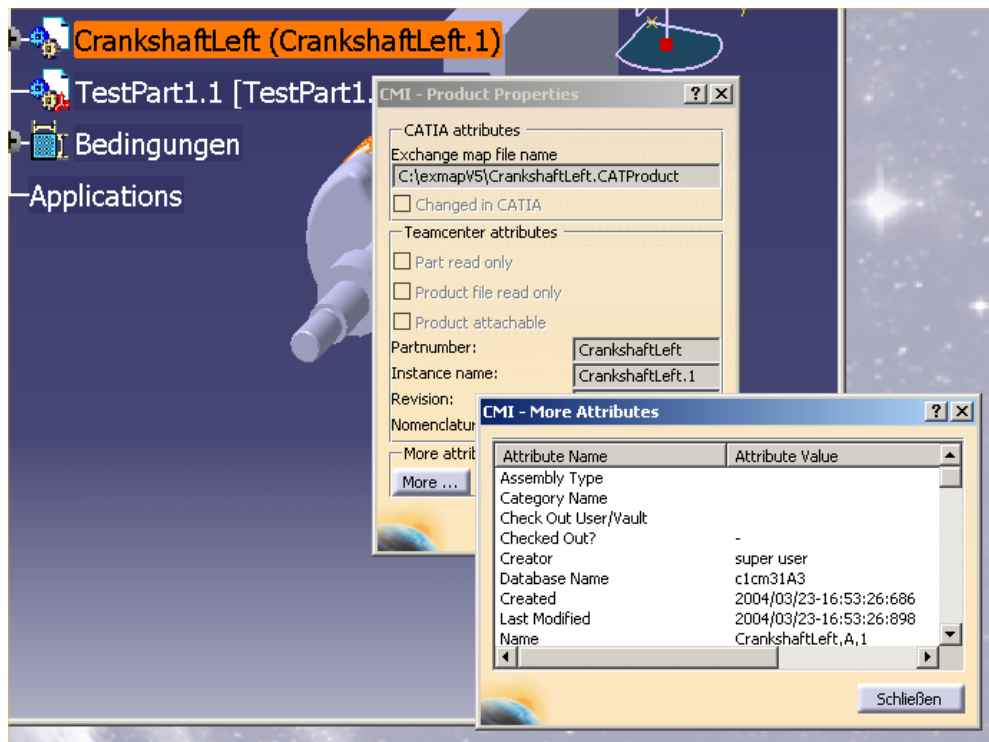 CrankshaftLeft (CrankshaftLeft.1)
TestPart1.1 [TestPart1.
Bedingungen
Applications
CMI - Product Properties
CATIA attributes
Exchange map file name
C:\exmapV5\CrankshaftLeft.CATProduct
Changed in CATIA
Teamcenter attributes
Part read only
Product file read only
Product attachable
Partnumber: CrankshaftLeft
Instance name: CrankshaftLeft.1
Revision:
Nomenclatur
More attrib
More ...
CMI - More Attributes
Attribute Name Attribute Value
Assembly Type
Category Name
Check Out User/Vault
Checked Out? -
Creator super user
Database Name c1cm31A3
Created 2004/03/23-16:53:26:686
Last Modified 2004/03/23-16:53:26:898
Name CrankshaftLeft,A,1
Schließen